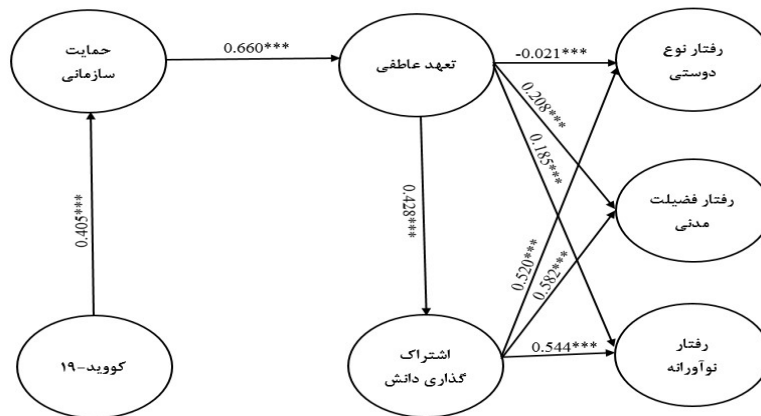 حمایت
سازمانی
0.660***
تعهد عاطفی
-0.021***
رفتار نوع
دوستی
0.208***
0.185***
0.405***
0.428***
رفتار فضیلت
مدنی
0.520***
0.582***
کووید-۱۹
اشتراک
گذاری دانش
0.544***
رفتار
نوآورانه